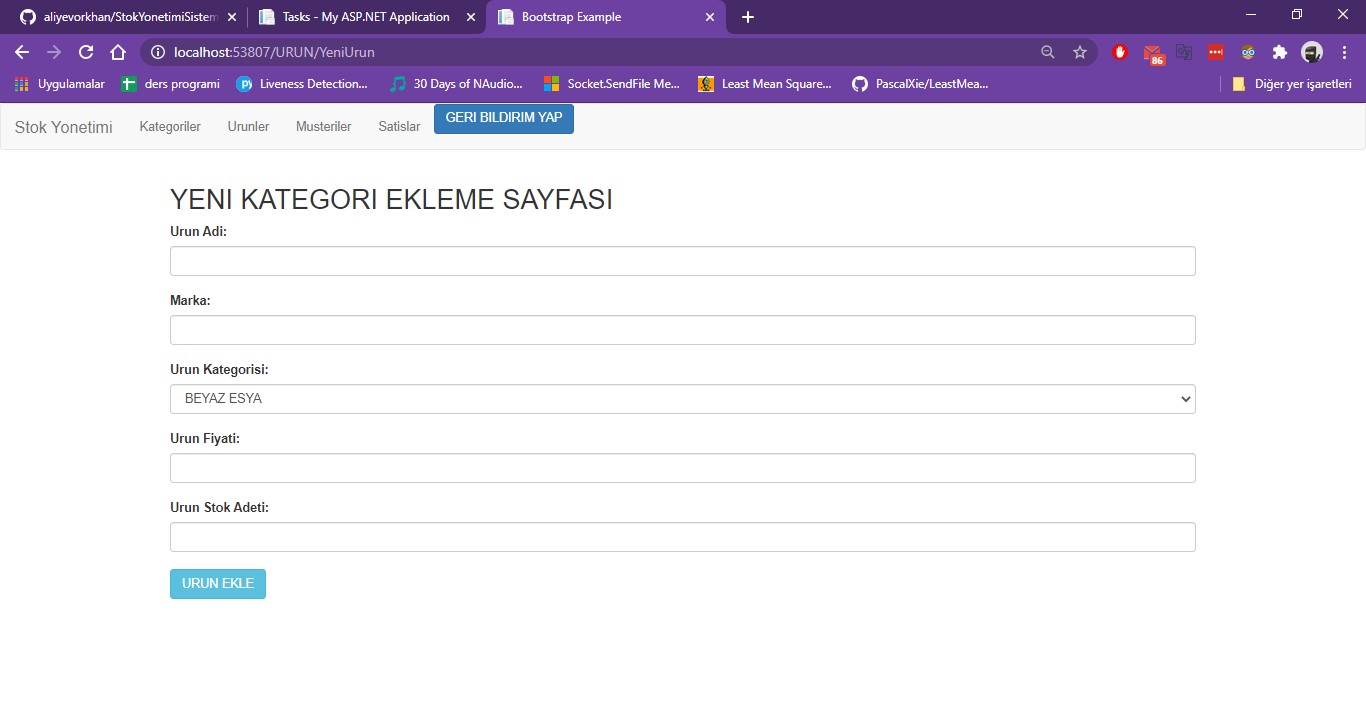 aliyevorkhan/StokYonetimiSistem
Tasks - My ASP.NET Application
Bootstrap Example
localhost:53807/URUN/YeniUrun
86
Uygulamalar
ders programi
Liveness Detection...
30 Days of NAudio...
Socket.SendFile Me...
Least Mean Square...
PascalXie/LeastMea...
Diğer yer işaretleri
Stok Yonetimi
Kategoriler
Urunler
Musteriler
Satislar
GERI BILDIRIM YAP
YENI KATEGORI EKLEME SAYFASI
Urun Adi:
Marka:
Urun Kategorisi:
BEYAZ ESYA
Urun Fiyati:
Urun Stok Adeti:
URUN EKLE